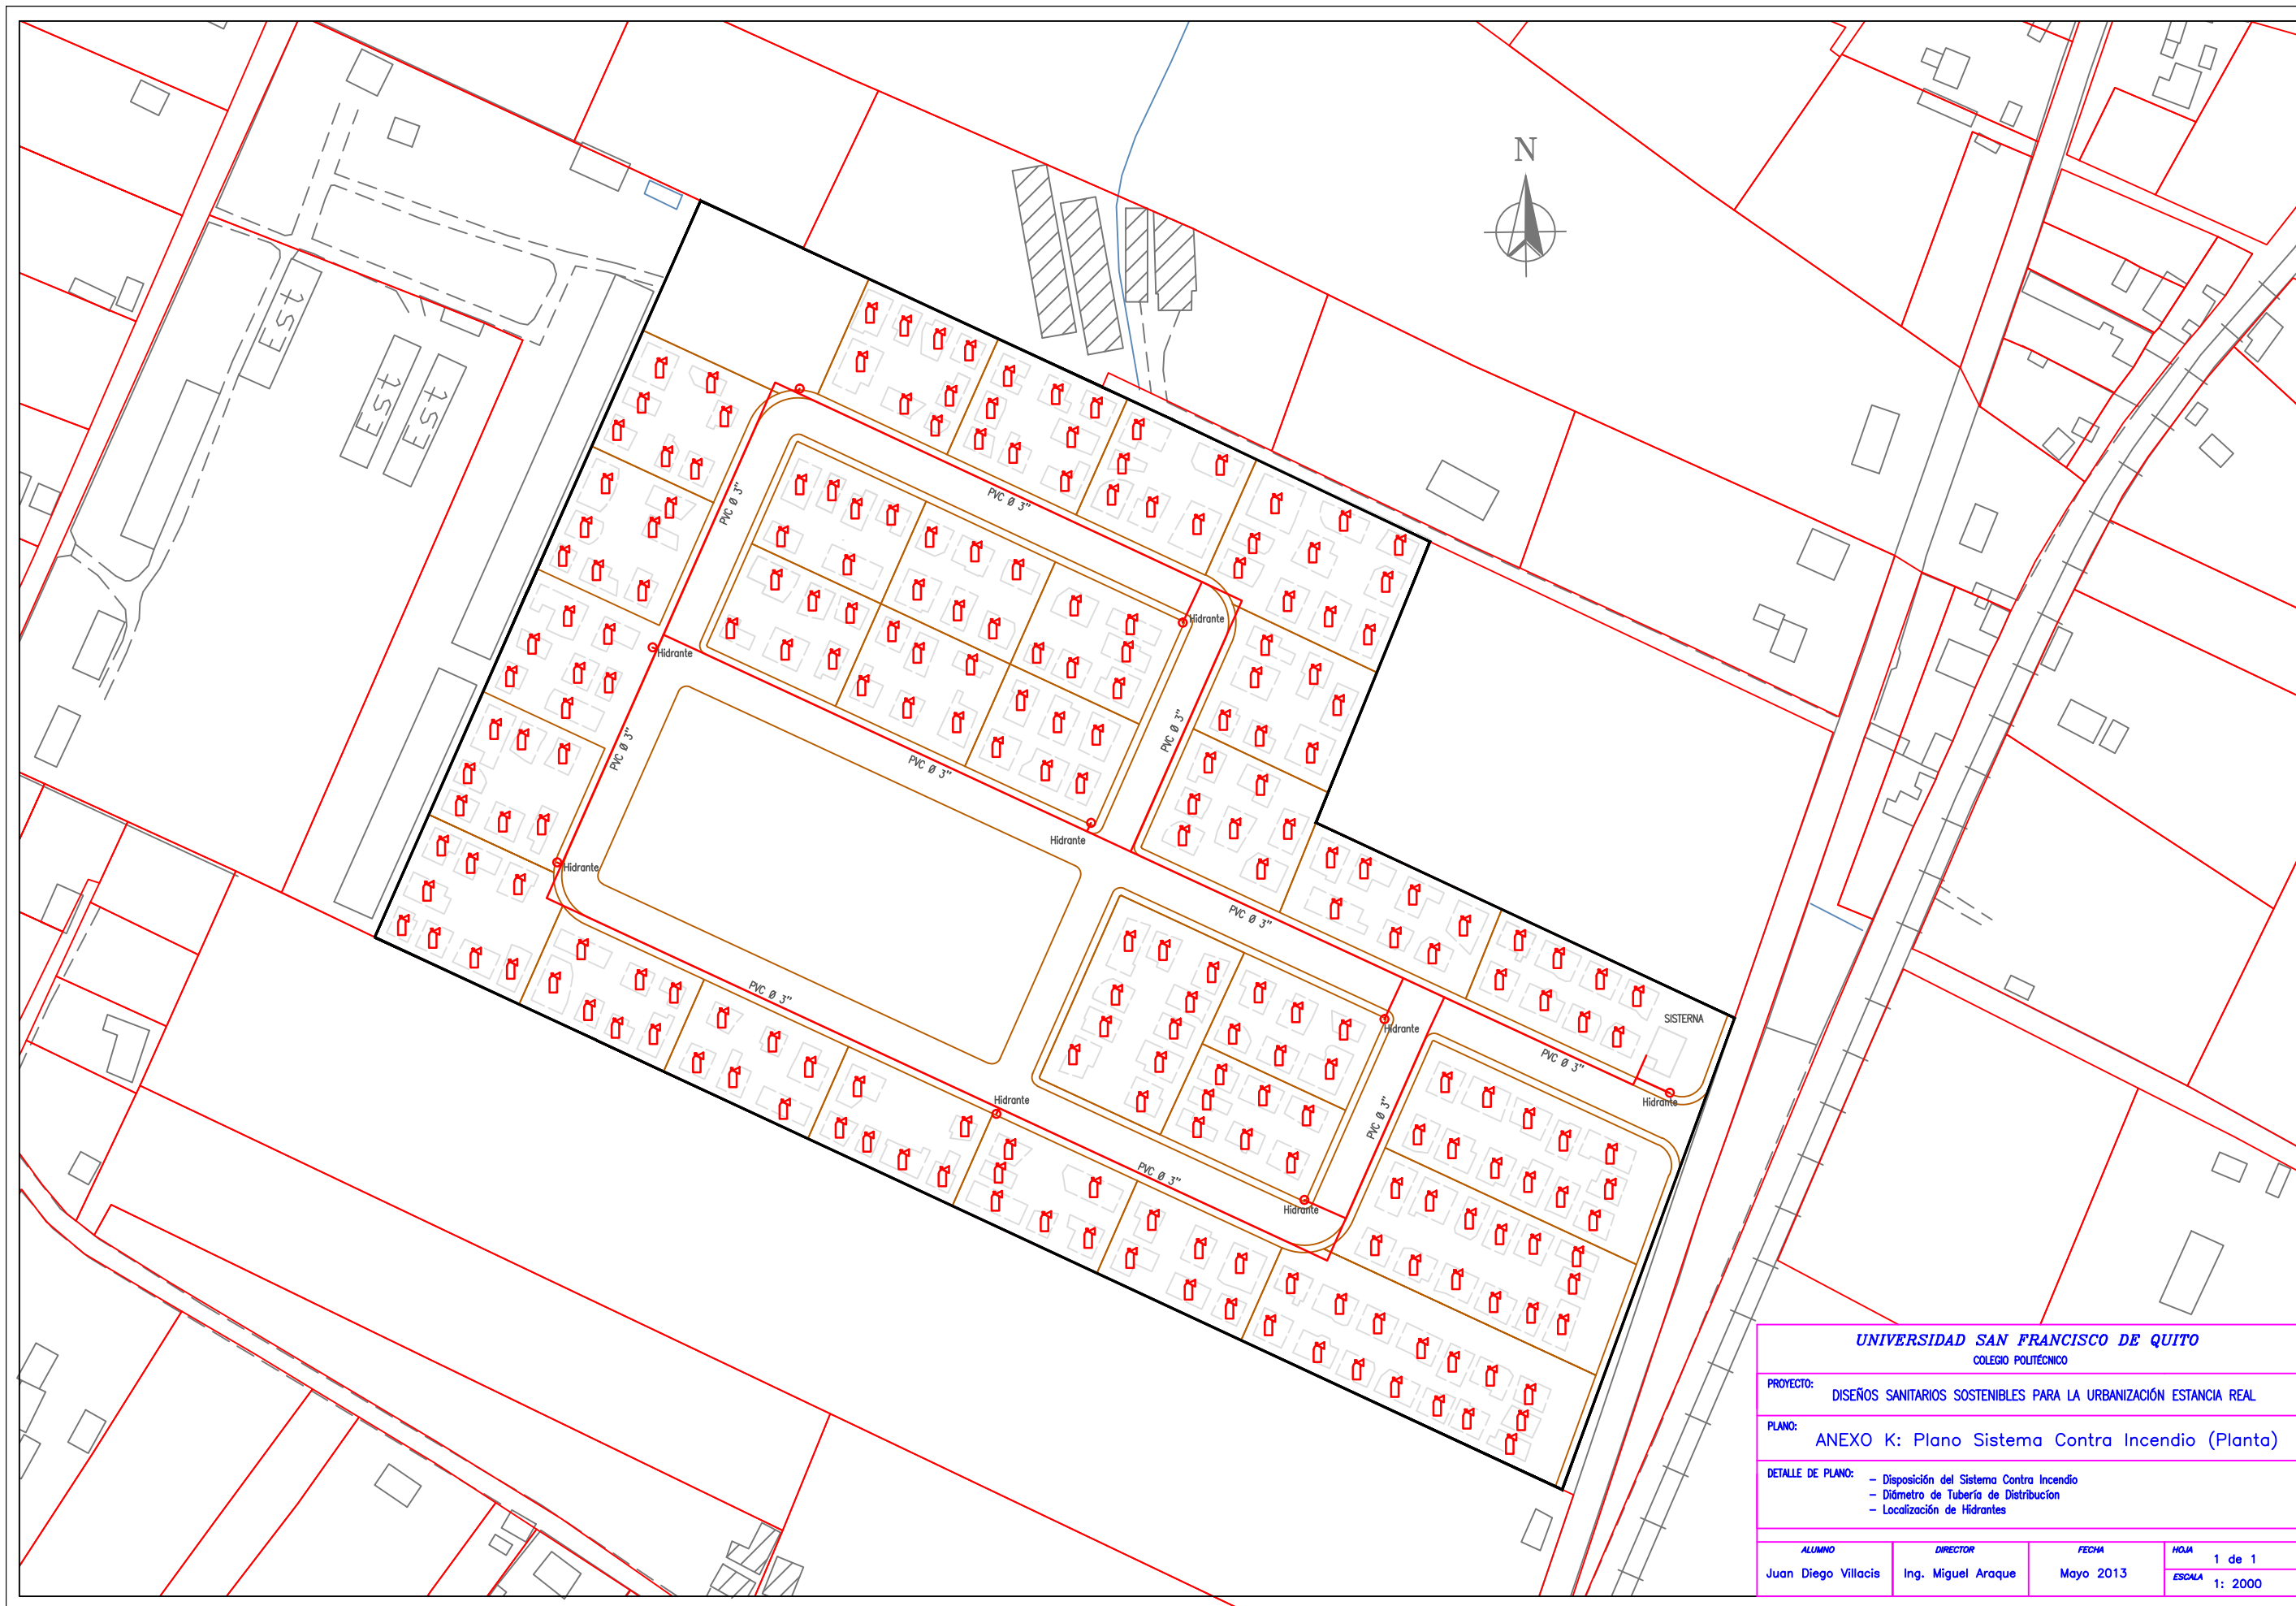 N
Est
Est
Est
PVC Ø 3"
PVC Ø 3"
Hidrante
Hidrante
PVC Ø 3"
PVC Ø 3"
PVC Ø 3"
Hidrante
Hidrante
PVC Ø 3"
PVC Ø 3"
SISTERNA
Hidrante
PVC Ø 3"
Hidrante
Hidrante
PVC Ø 3"
PVC Ø 3"
Hidrante
UNIVERSIDAD SAN FRANCISCO DE QUITO
COLEGIO POLITÉCNICO
PROYECTO:
DISEÑOS SANITARIOS SOSTENIBLES PARA LA URBANIZACIÓN ESTANCIA REAL
PLANO:
ANEXO K: Plano Sistema Contra Incendio (Planta)
DETALLE DE PLANO:
- Disposición del Sistema Contra Incendio
- Diámetro de Tubería de Distribucíon
- Localización de Hidrantes
ALUMNO
Juan Diego Villacis
DIRECTOR
Ing. Miguel Araque
FECHA
Mayo 2013
HOJA
1 de 1
ESCALA
1: 2000